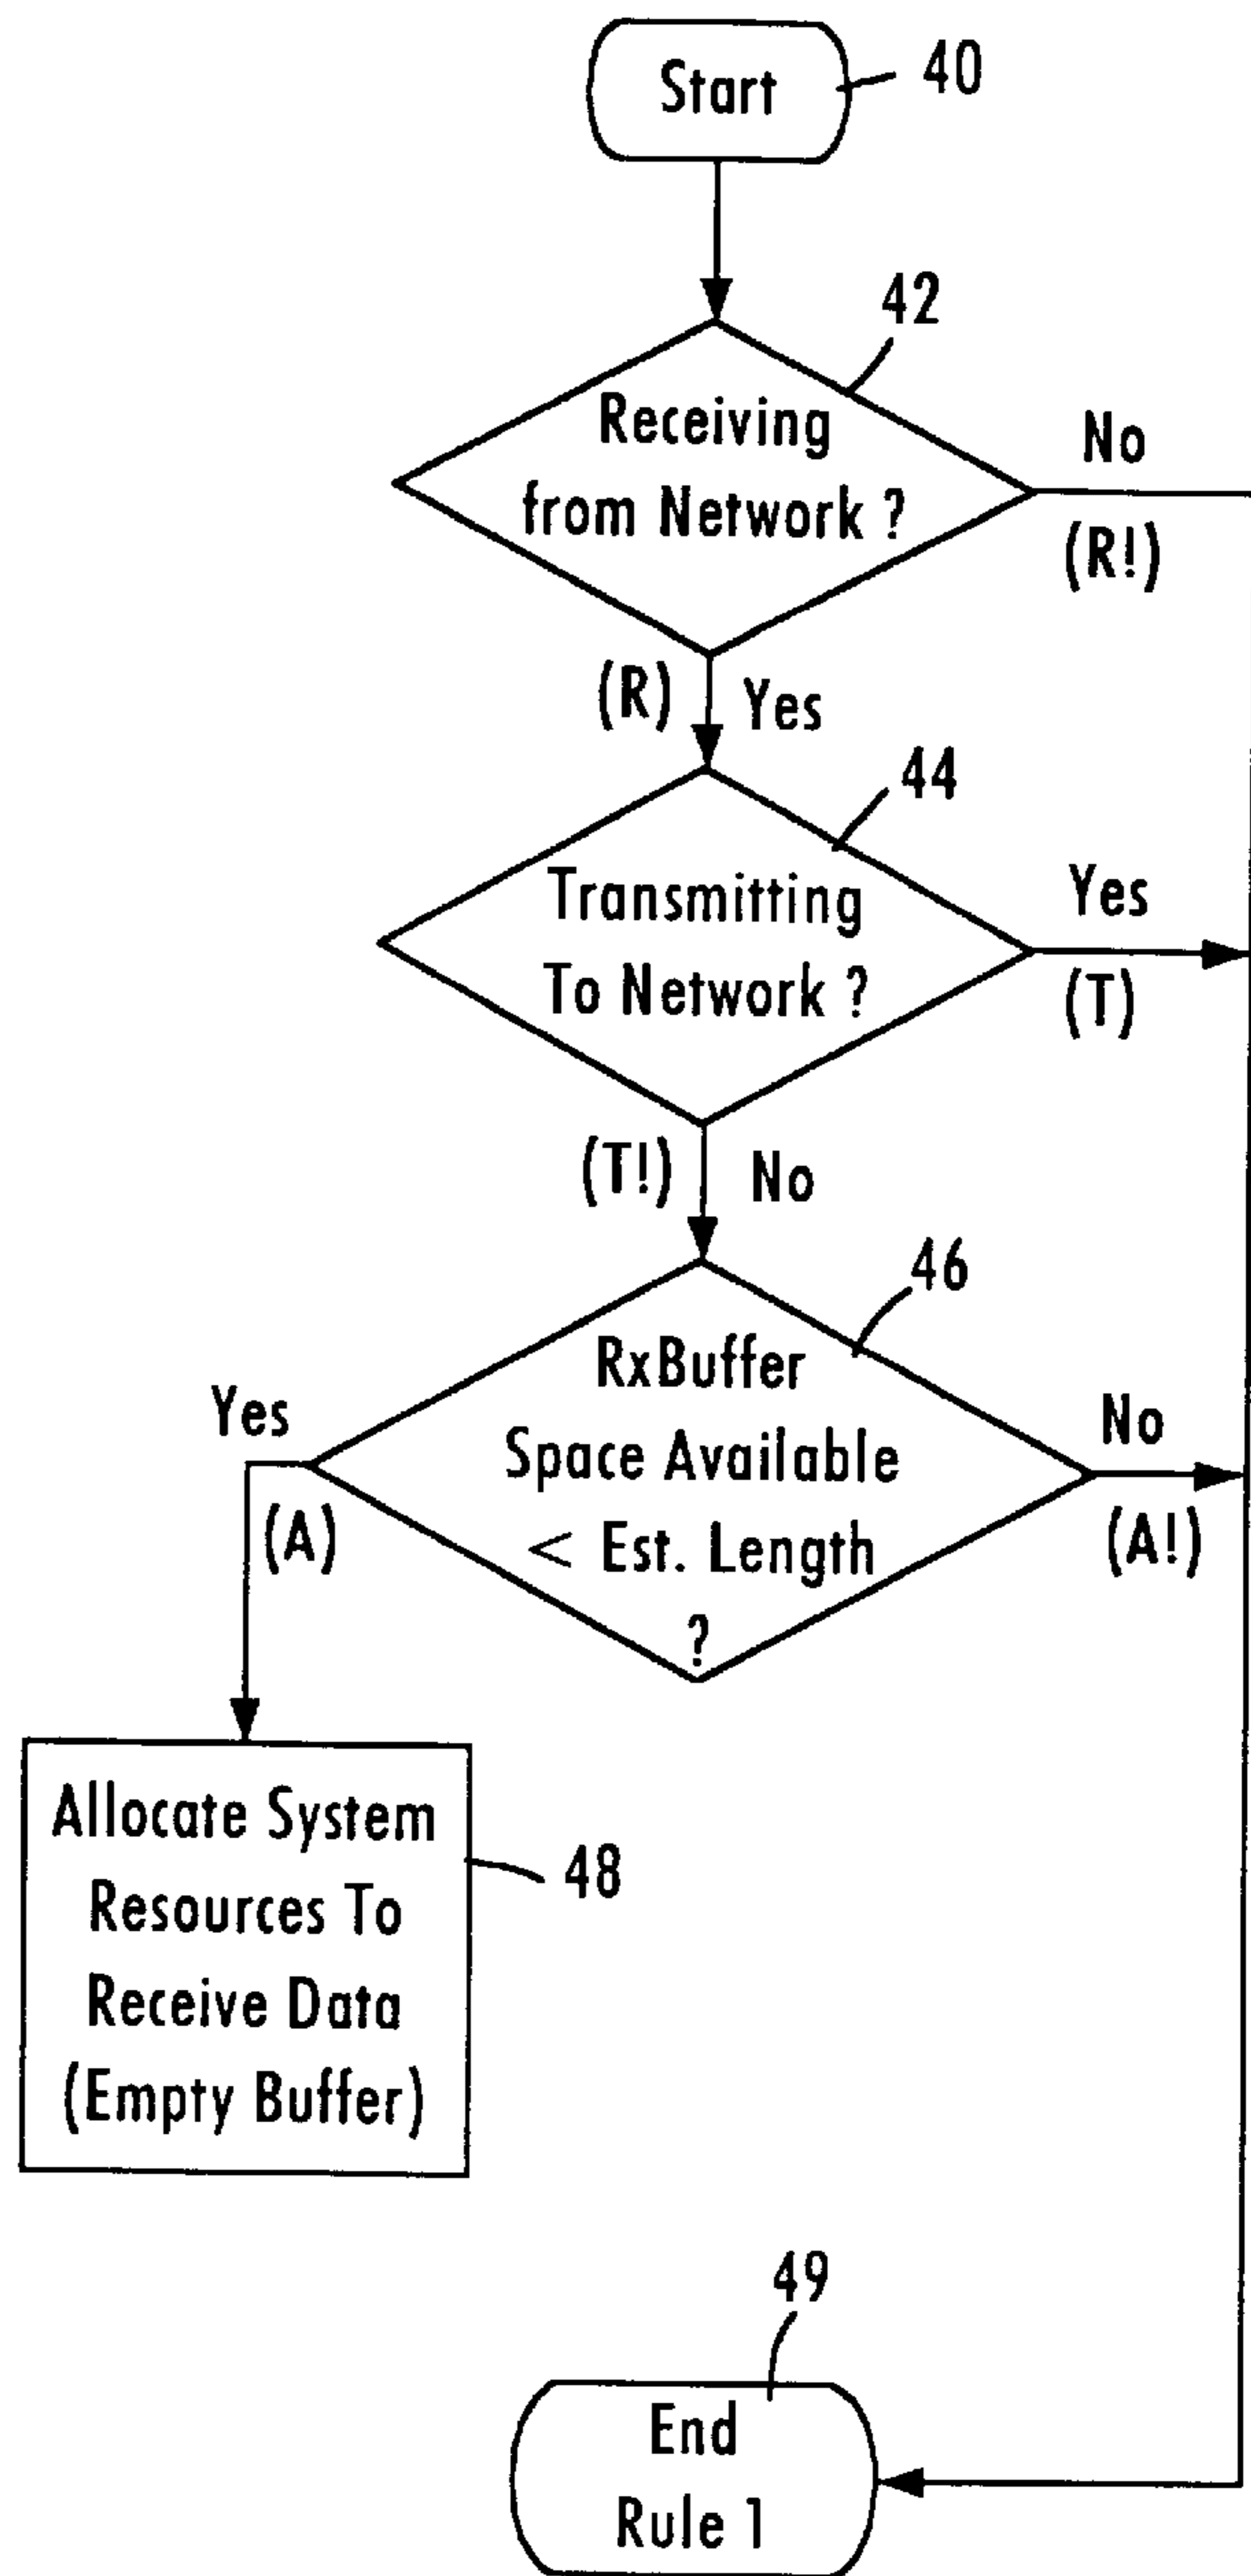 Start
40
42
Receiving
from Network ?
No
(R!)
(R)
Yes
44
Transmitting
To Network ?
Yes
(T)
(T!)
No
46
RxBuffer
Space Available
< Est. Length
?
Yes
(A)
No
(A!)
Allocate System
Resources To
Receive Data
(Empty Buffer)
48
49
End
Rule 1